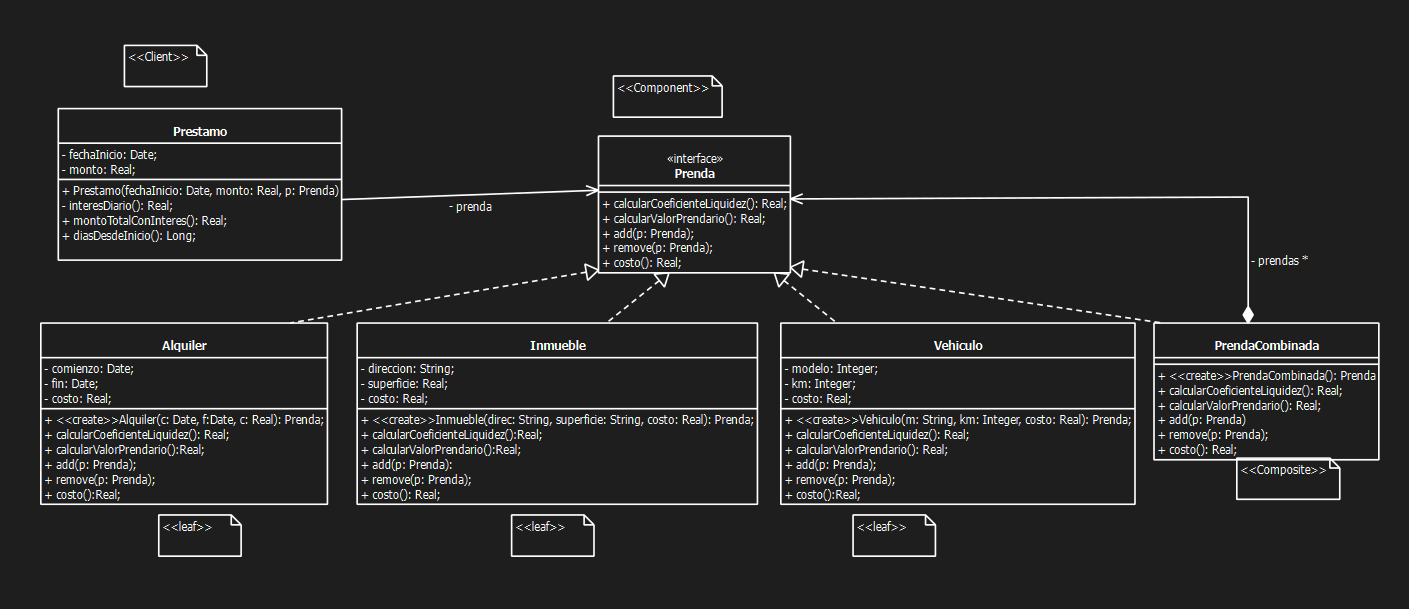 <<Client>>
<<Component>>
Prestamo
- fechaInicio: Date;
- monto: Real;
+ Prestamo(fechaInicio: Date, monto: Real, p: Prenda)
- interesDiario(): Real;
+ montoTotalConInteres(): Real;
+ diasDesdeInicio(): Long;
- prenda
«interface»
Prenda
+ calcularCoeficienteLiquidez(): Real;
+ calcularValorPrendario(): Real;
+ add(p: Prenda);
+ remove(p: Prenda);
+ costo(): Real;
- prendas *
Alquiler
- comienzo: Date;
- fin: Date;
- costo: Real;
+ <<create>>Alquiler(c: Date, f:Date, c: Real): Prenda;
+ calcularCoeficienteLiquidez(): Real;
+ calcularValorPrendario():Real;
+ add(p: Prenda);
+ remove(p: Prenda);
+ costo():Real;
<<leaf>>
Inmueble
- direccion: String;
- superficie: Real;
- costo: Real;
+ <<create>>Inmueble(direc: String, superficie: String, costo: Real): Prenda;
+ calcularCoeficienteLiquidez():Real;
+ calcularValorPrendario():Real;
+ add(p: Prenda):
+ remove(p: Prenda);
+ costo(): Real;
<<leaf>>
Vehiculo
- modelo: Integer;
- km: Integer;
- costo: Real;
+ <<create>>Vehiculo(m: String, km: Integer, costo: Real): Prenda;
+ calcularCoeficienteLiquidez(): Real;
+ calcularValorPrendario(): Real;
+ add(p: Prenda);
+ remove(p: Prenda);
+ costo():Real;
<<leaf>>
PrendaCombinada
+ <<create>>PrendaCombinada(): Prenda
+ calcularCoeficienteLiquidez(): Real;
+ calcularValorPrendario(): Real;
+ add(p: Prenda)
+ remove(p: Prenda);
+ costo(): Real;
<<Composite>>